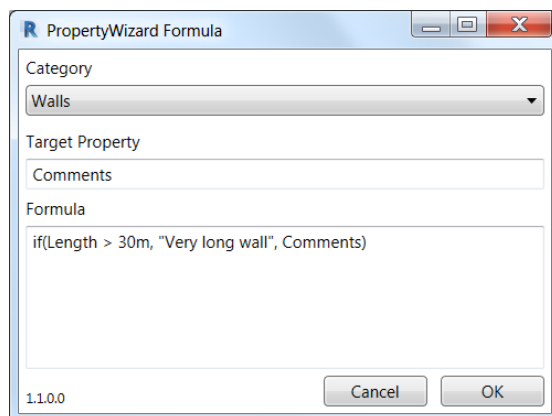 PropertyWizard Formula
Category
Walls
Target Property
Comments
Formula
if(Length > 30m, "Very long wall", Comments)
1.1.0.0
Cancel
OK